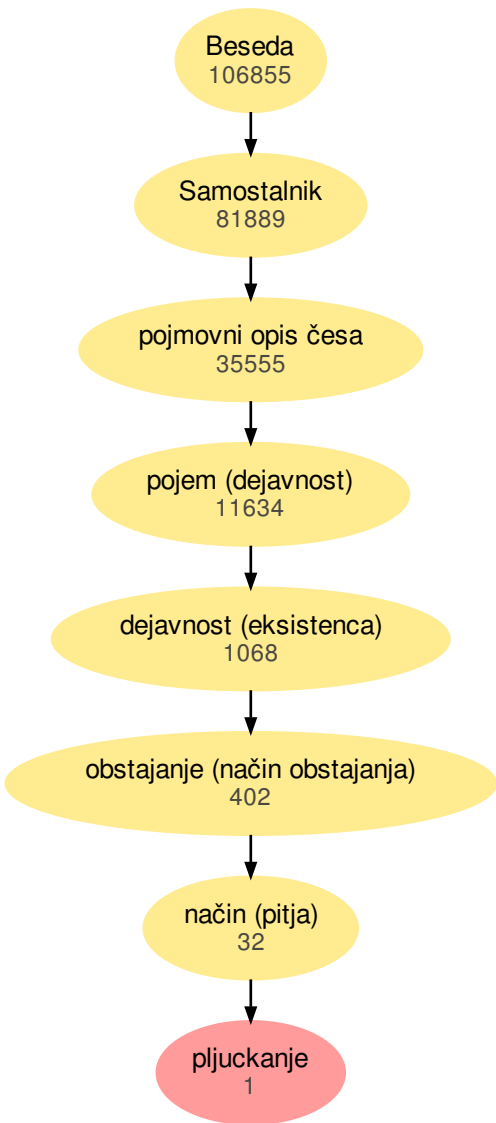 Beseda
106855
Samostalnik
81889
pojmovni opis česa
35555
pojem (dejavnost)
11634
dejavnost (eksistenca)
1068
obstajanje (način obstajanja)
402
način (pitja)
32
pljuckanje
1